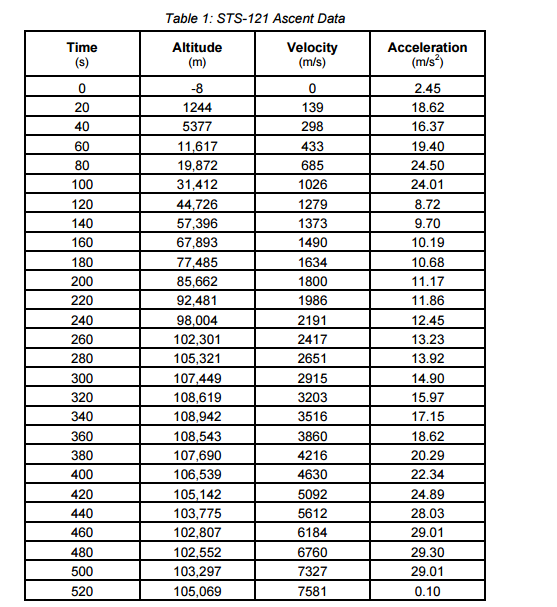 Table 1: STS-121 Ascent Data
Time Altitude Velocity Acceleration
(s) (m) (m/s) (m/s²)
0 -8 0 2.45
20 1244 139 18.62
40 5377 298 16.37
60 11,617 433 19.40
80 19,872 685 24.50
100 31,412 1026 24.01
120 44,726 1279 8.72
140 57,396 1373 9.70
160 67,893 1490 10.19
180 77,485 1634 10.68
200 85,662 1800 11.17
220 92,481 1986 11.86
240 98,004 2191 12.45
260 102,301 2417 13.23
280 105,321 2651 13.92
300 107,449 2915 14.90
320 108,619 3203 15.97
340 108,942 3516 17.15
360 108,543 3860 18.62
380 107,690 4216 20.29
400 106,539 4630 22.34
420 105,142 5092 24.89
440 103,775 5612 28.03
460 102,807 6184 29.01
480 102,552 6760 29.30
500 103,297 7327 29.01
520 105,069 7581 0.10